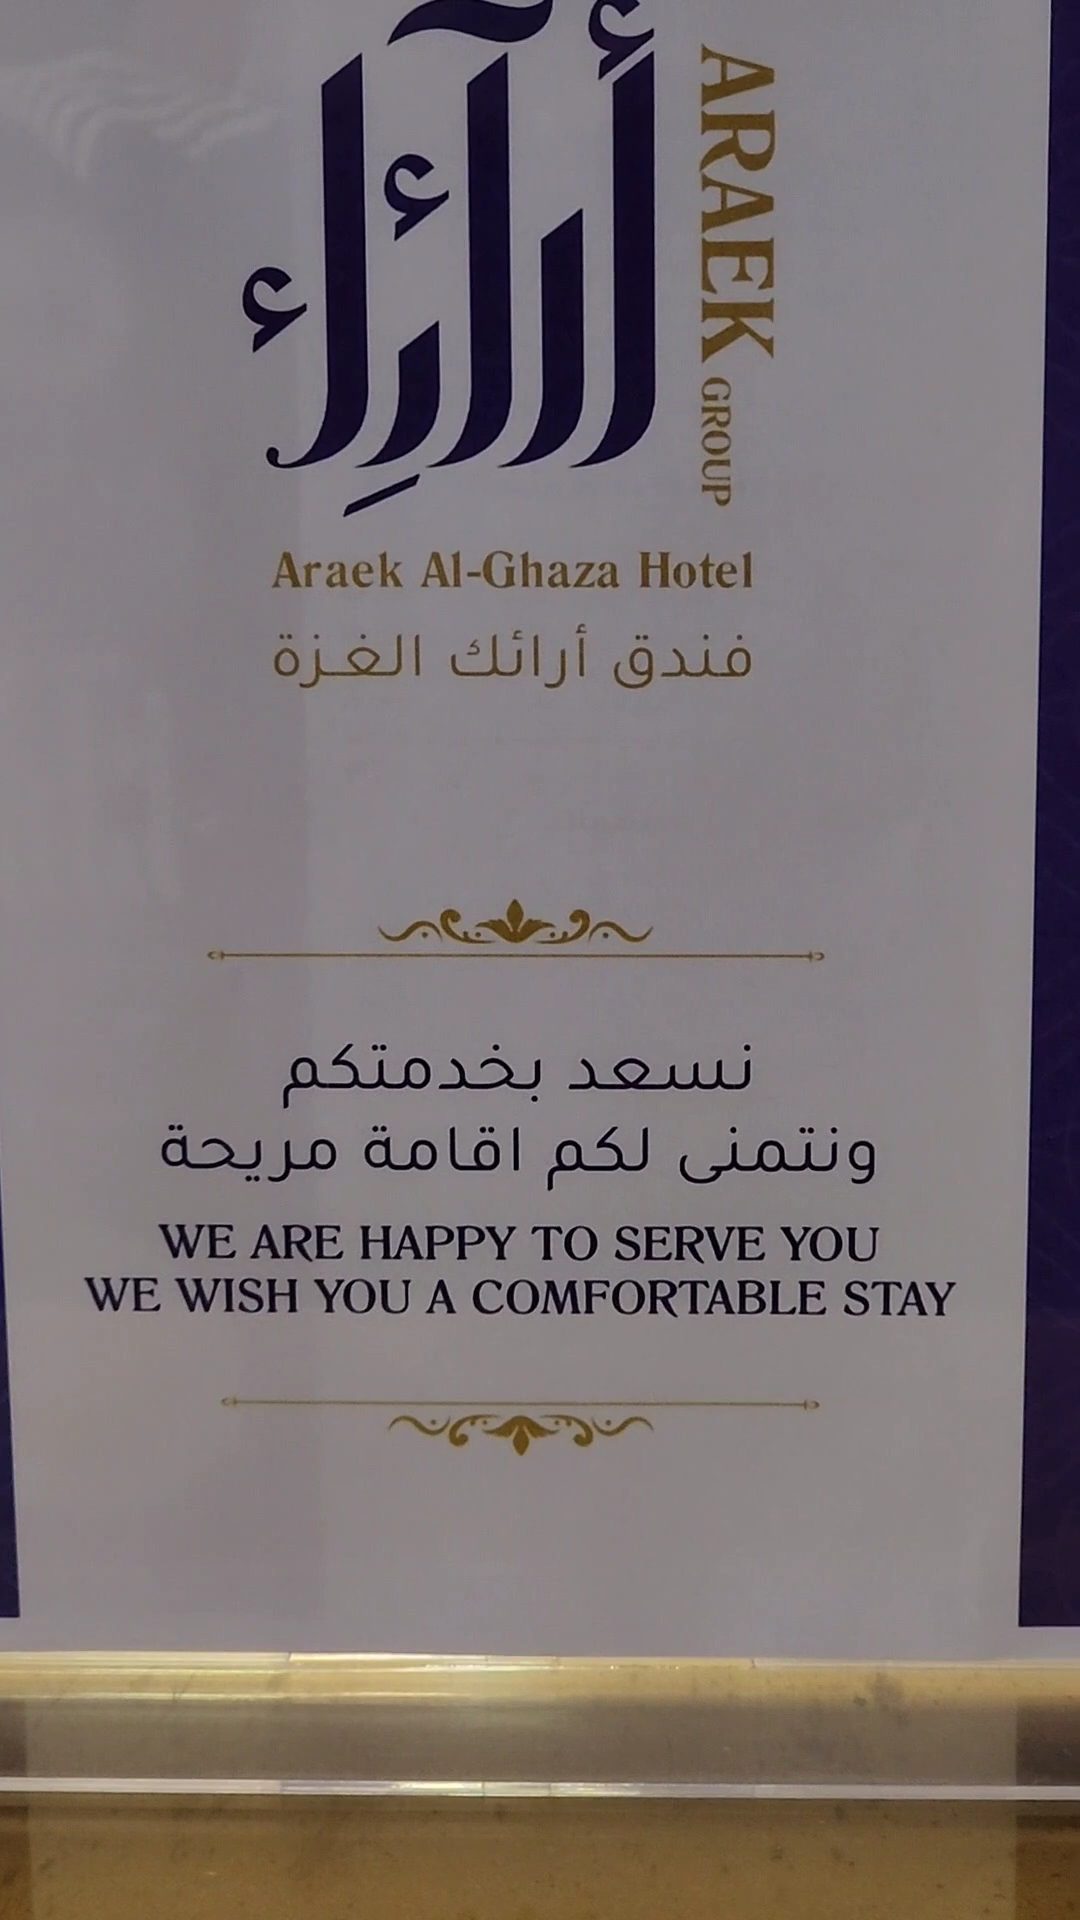 أرائك
ARAEK GROUP
Araek Al-Ghaza Hotel
فندق أرائك الغزة
نسعد بخدمتكم
ونتمنى لكم اقامة مريحة
WE ARE HAPPY TO SERVE YOU
WE WISH YOU A COMFORTABLE STAY